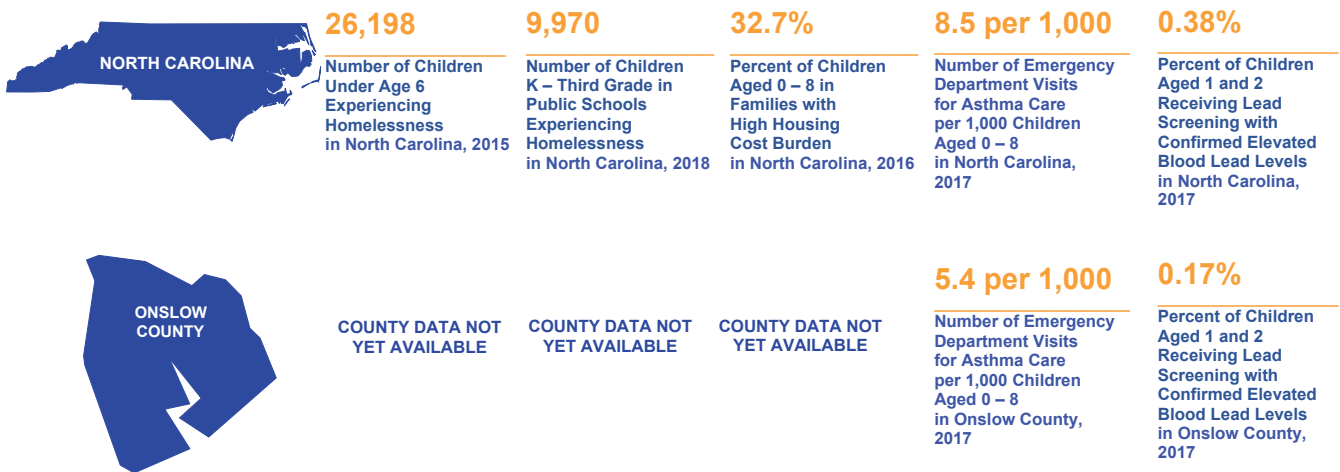 NORTH CAROLINA
26,198
Number of Children
Under Age 6
Experiencing
Homelessness
in North Carolina, 2015
9,970
Number of Children
K – Third Grade in
Public Schools
Experiencing
Homelessness
in North Carolina, 2018
32.7%
Percent of Children
Aged 0 – 8 in
Families with
High Housing
Cost Burden
in North Carolina, 2016
8.5 per 1,000
Number of Emergency
Department Visits
for Asthma Care
per 1,000 Children
Aged 0 – 8
in North Carolina,
2017
0.38%
Percent of Children
Aged 1 and 2
Receiving Lead
Screening with
Confirmed Elevated
Blood Lead Levels
in North Carolina,
2017
ONSLOW
COUNTY
COUNTY DATA NOT
YET AVAILABLE
COUNTY DATA NOT
YET AVAILABLE
COUNTY DATA NOT
YET AVAILABLE
5.4 per 1,000
Number of Emergency
Department Visits
for Asthma Care
per 1,000 Children
Aged 0 – 8
in Onslow County,
2017
0.17%
Percent of Children
Aged 1 and 2
Receiving Lead
Screening with
Confirmed Elevated
Blood Lead Levels
in Onslow County,
2017